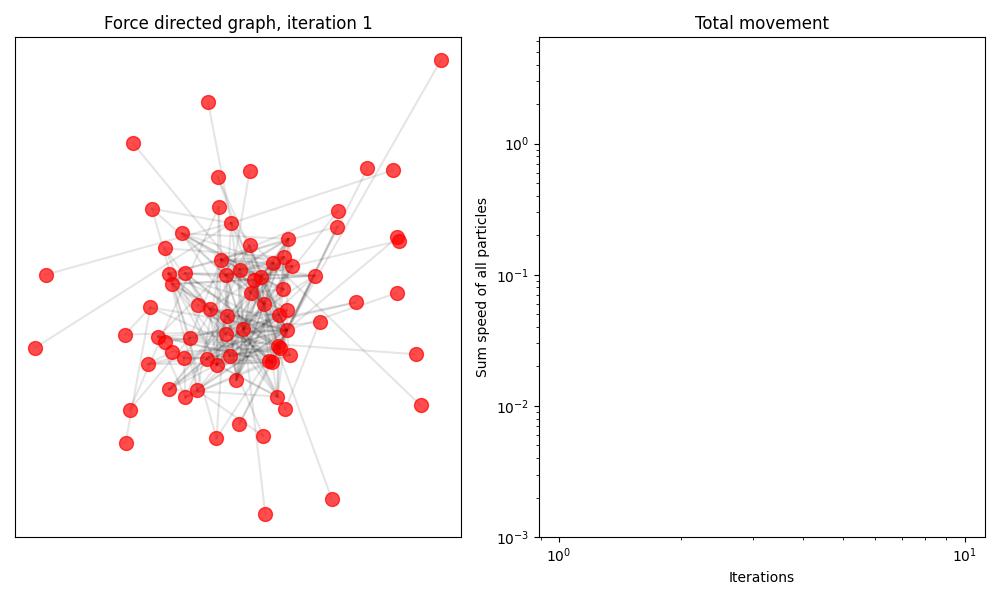 Force directed graph, iteration 1
Total movement
Sum speed of all particles
10⁰
10⁻¹
10⁻²
10⁻³
10⁰
10¹
Iterations